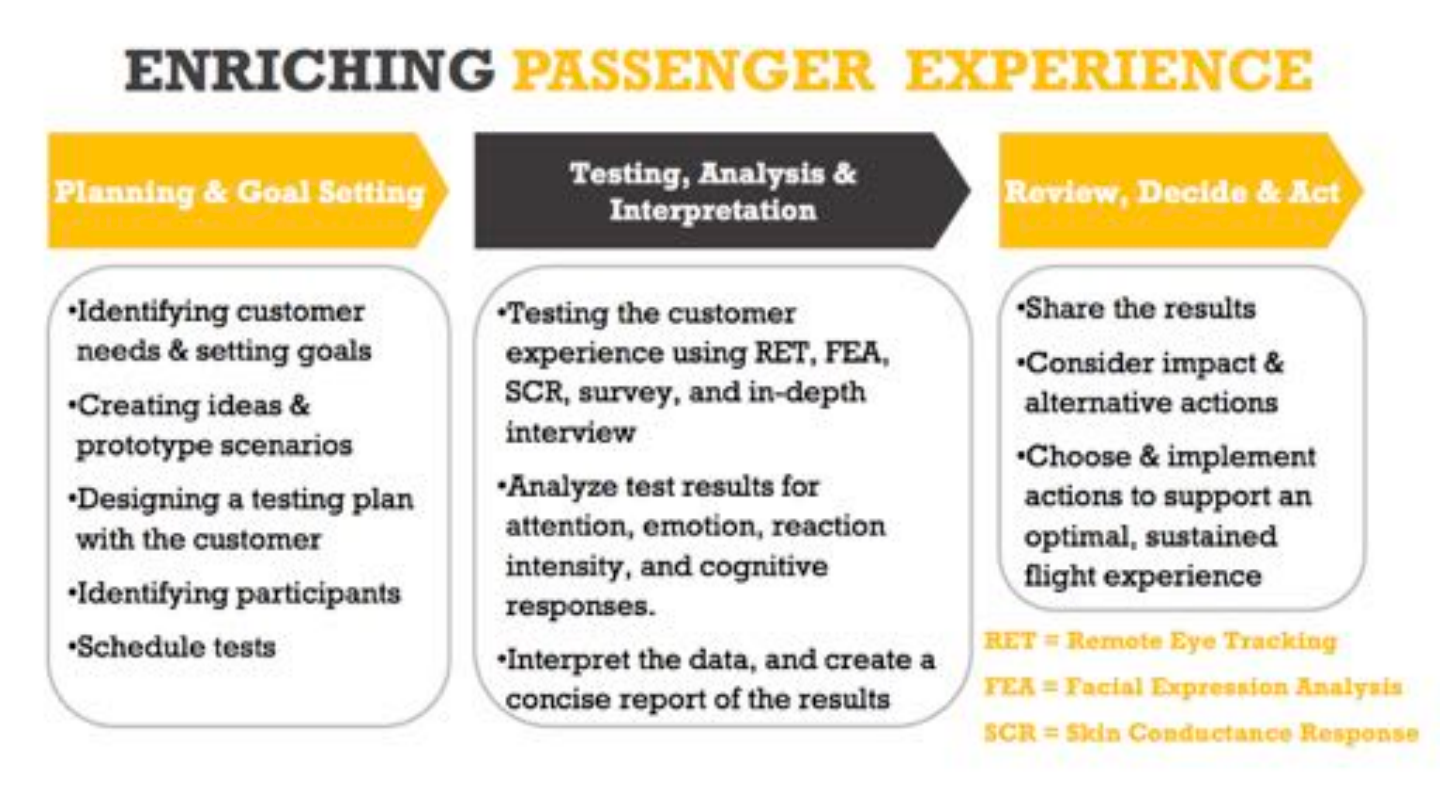 ENRICHING PASSENGER EXPERIENCE
Planning & Goal Setting
•Identifying customer
needs & setting goals
•Creating ideas &
prototype scenarios
•Designing a testing plan
with the customer
•Identifying participants
•Schedule tests
Testing, Analysis &
Interpretation
•Testing the customer
experience using RET, FEA,
SCR, survey, and in-depth
interview
•Analyze test results for
attention, emotion, reaction
intensity, and cognitive
responses.
•Interpret the data, and create a
concise report of the results
Review, Decide & Act
•Share the results
•Consider impact &
alternative actions
•Choose & implement
actions to support an
optimal, sustained
flight experience
RET = Remote Eye Tracking
FEA = Facial Expression Analysis
SCR = Skin Conductance Response